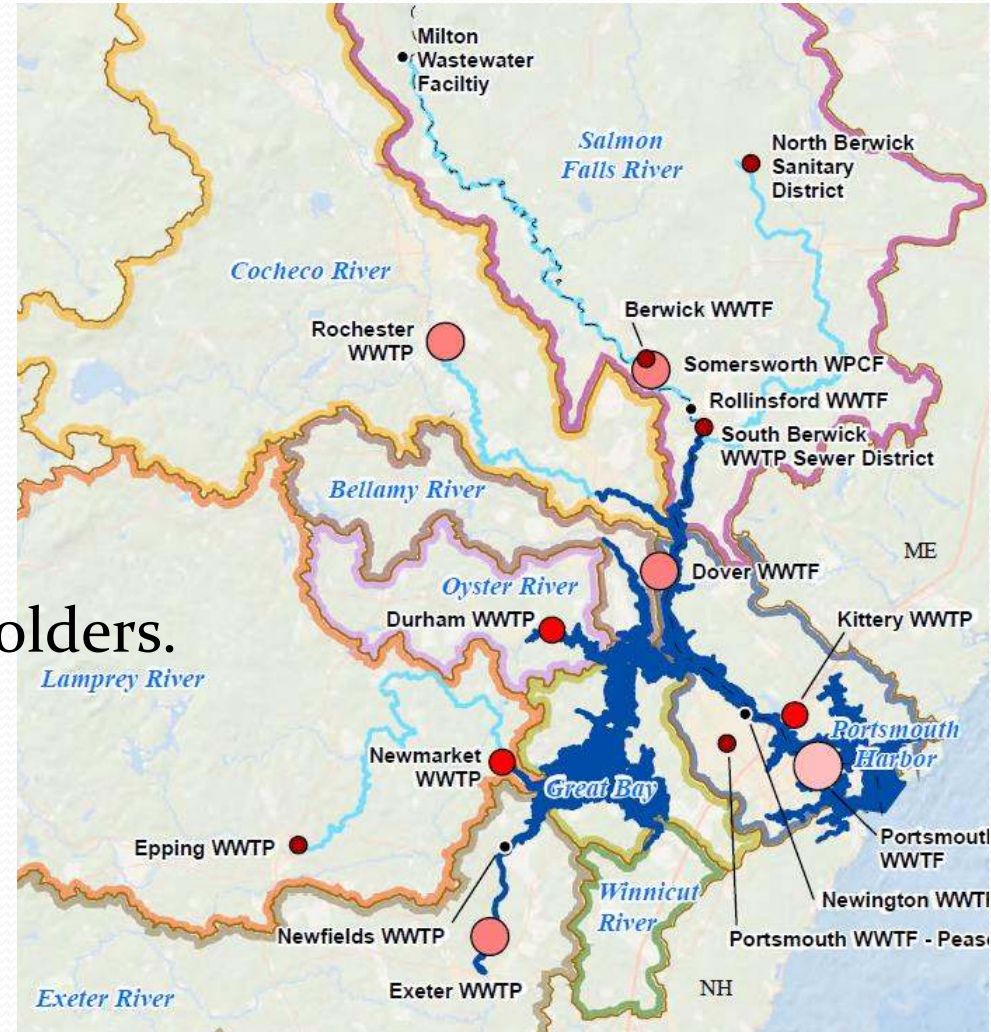 Milton
Wastewater
Faciltiy
Salmon
Falls River
North Berwick
Sanitary
District
Cocheco River
Berwick WWTF
Rochester
WWTP
Somersworth WPCF
Rollinsford WWTF
South Berwick
WWTP Sewer District
Bellamy River
ME
Oyster River
Dover WWTF
Durham WWTP
Kittery WWTP
olders.
Lamprey River
Portsmouth
Harbor
Newmarket
WWTP
Great Bay
Epping WWTP
Portsmout
WWTF
Winnicut
River
Newington WWT
Newfields WWTP
Portsmouth WWTF - Peas
Exeter WWTP
NH
Exeter River